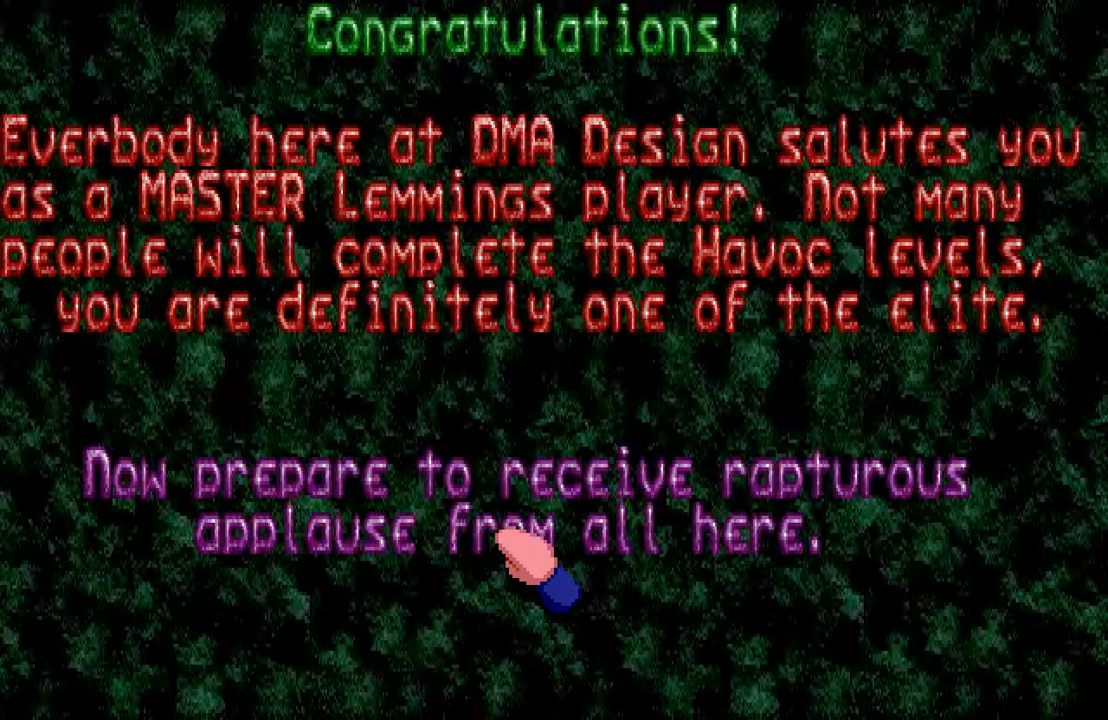 Congratulations!
Everbody here at DMA Design salutes you
as a MASTER Lemmings player. Not many
people will complete the Havoc levels,
you are definitely one of the elite.
Now prepare to receive rapturous
applause from all here.